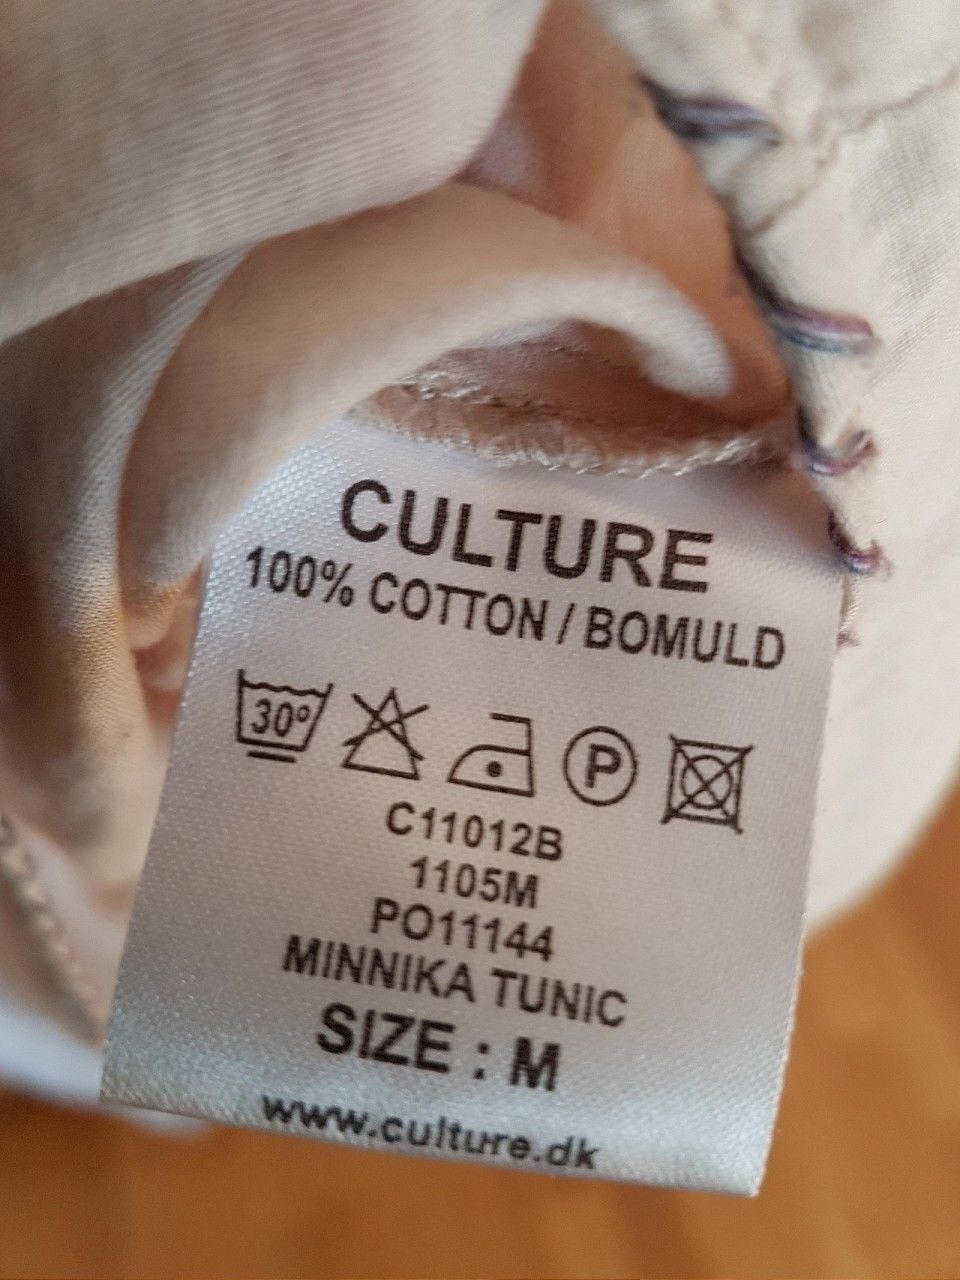 CULTURE
100% COTTON / BOMULD
30° P
C11012B
1105M
PO11144
MINNIKA TUNIC
SIZE : M
www.culture.dk